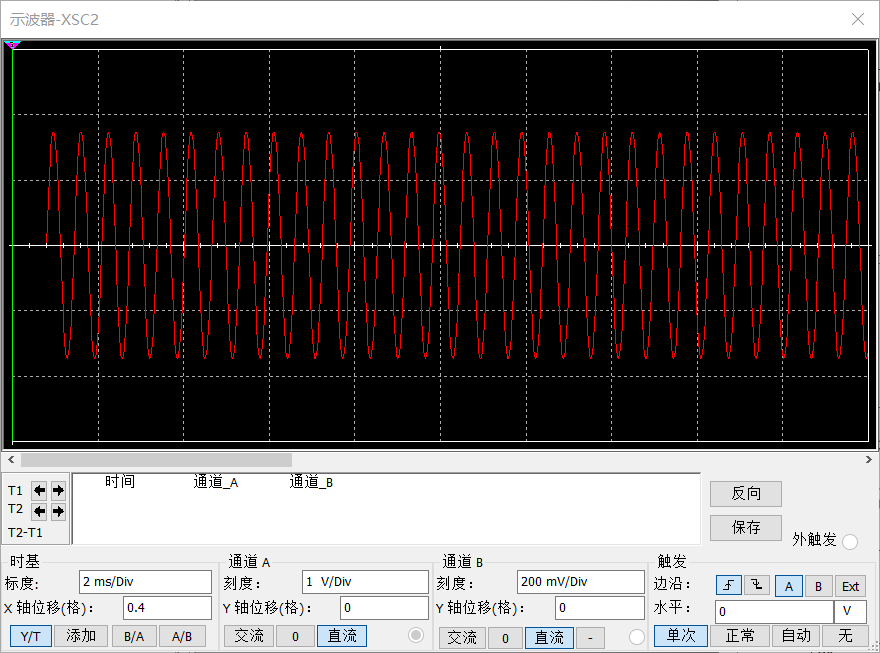 示波器-XSC2
时间 通道_A 通道_B
T1
T2
T2-T1
反向
保存
外触发
时基
标度: 2 ms/Div
X 轴位移(格): 0.4
Y/T 添加 B/A A/B
通道 A
刻度: 1 V/Div
Y 轴位移(格): 0
交流 0 直流
通道 B
刻度: 200 mV/Div
Y 轴位移(格): 0
交流 0 直流 -
触发
边沿: A B Ext
水平: 0 V
单次 正常 自动 无